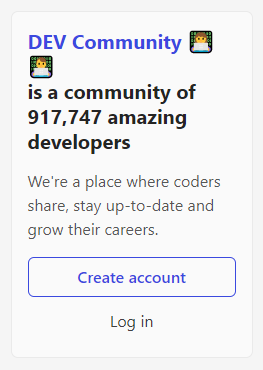 DEV Community 👨‍💻
👨‍💻
is a community of
917,747 amazing
developers
We're a place where coders
share, stay up-to-date and
grow their careers.
Create account
Log in